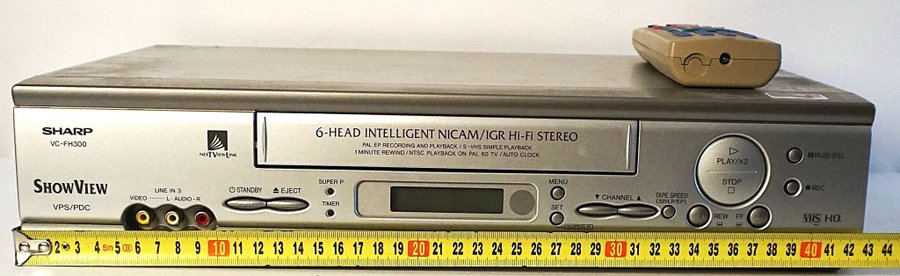 6-HEAD INTELLIGENT NICAM/IGR Hi-Fi STEREO
PAL EP RECORDING AND PLAYBACK / S-VHS SIMPLE PLAYBACK
1 MINUTE REWIND / NTSC PLAYBACK ON PAL 50 TV / AUTO CLOCK
SHARP
VC-FH300
NEXTVIEWLINK
SHOWVIEW
VPS/PDC
LINE IN 3
VIDEO L - AUDIO - R
STANDBY
EJECT
SUPER P
TIMER
MENU
SET
CHANNEL
TAPE SPEED
(SP/LP/EP)
PLAY/X2
STOP
PAUSE/STILL
REC
REW
FF
VHS HQ
2 3 4 5m 5 6 7 8 9 10 11 12 13 14 15 16 17 18 19 20 21 22 23 24 25 26 27 28 29 30 31 32 33 34 35 36 37 38 39 40 41 42 43 44